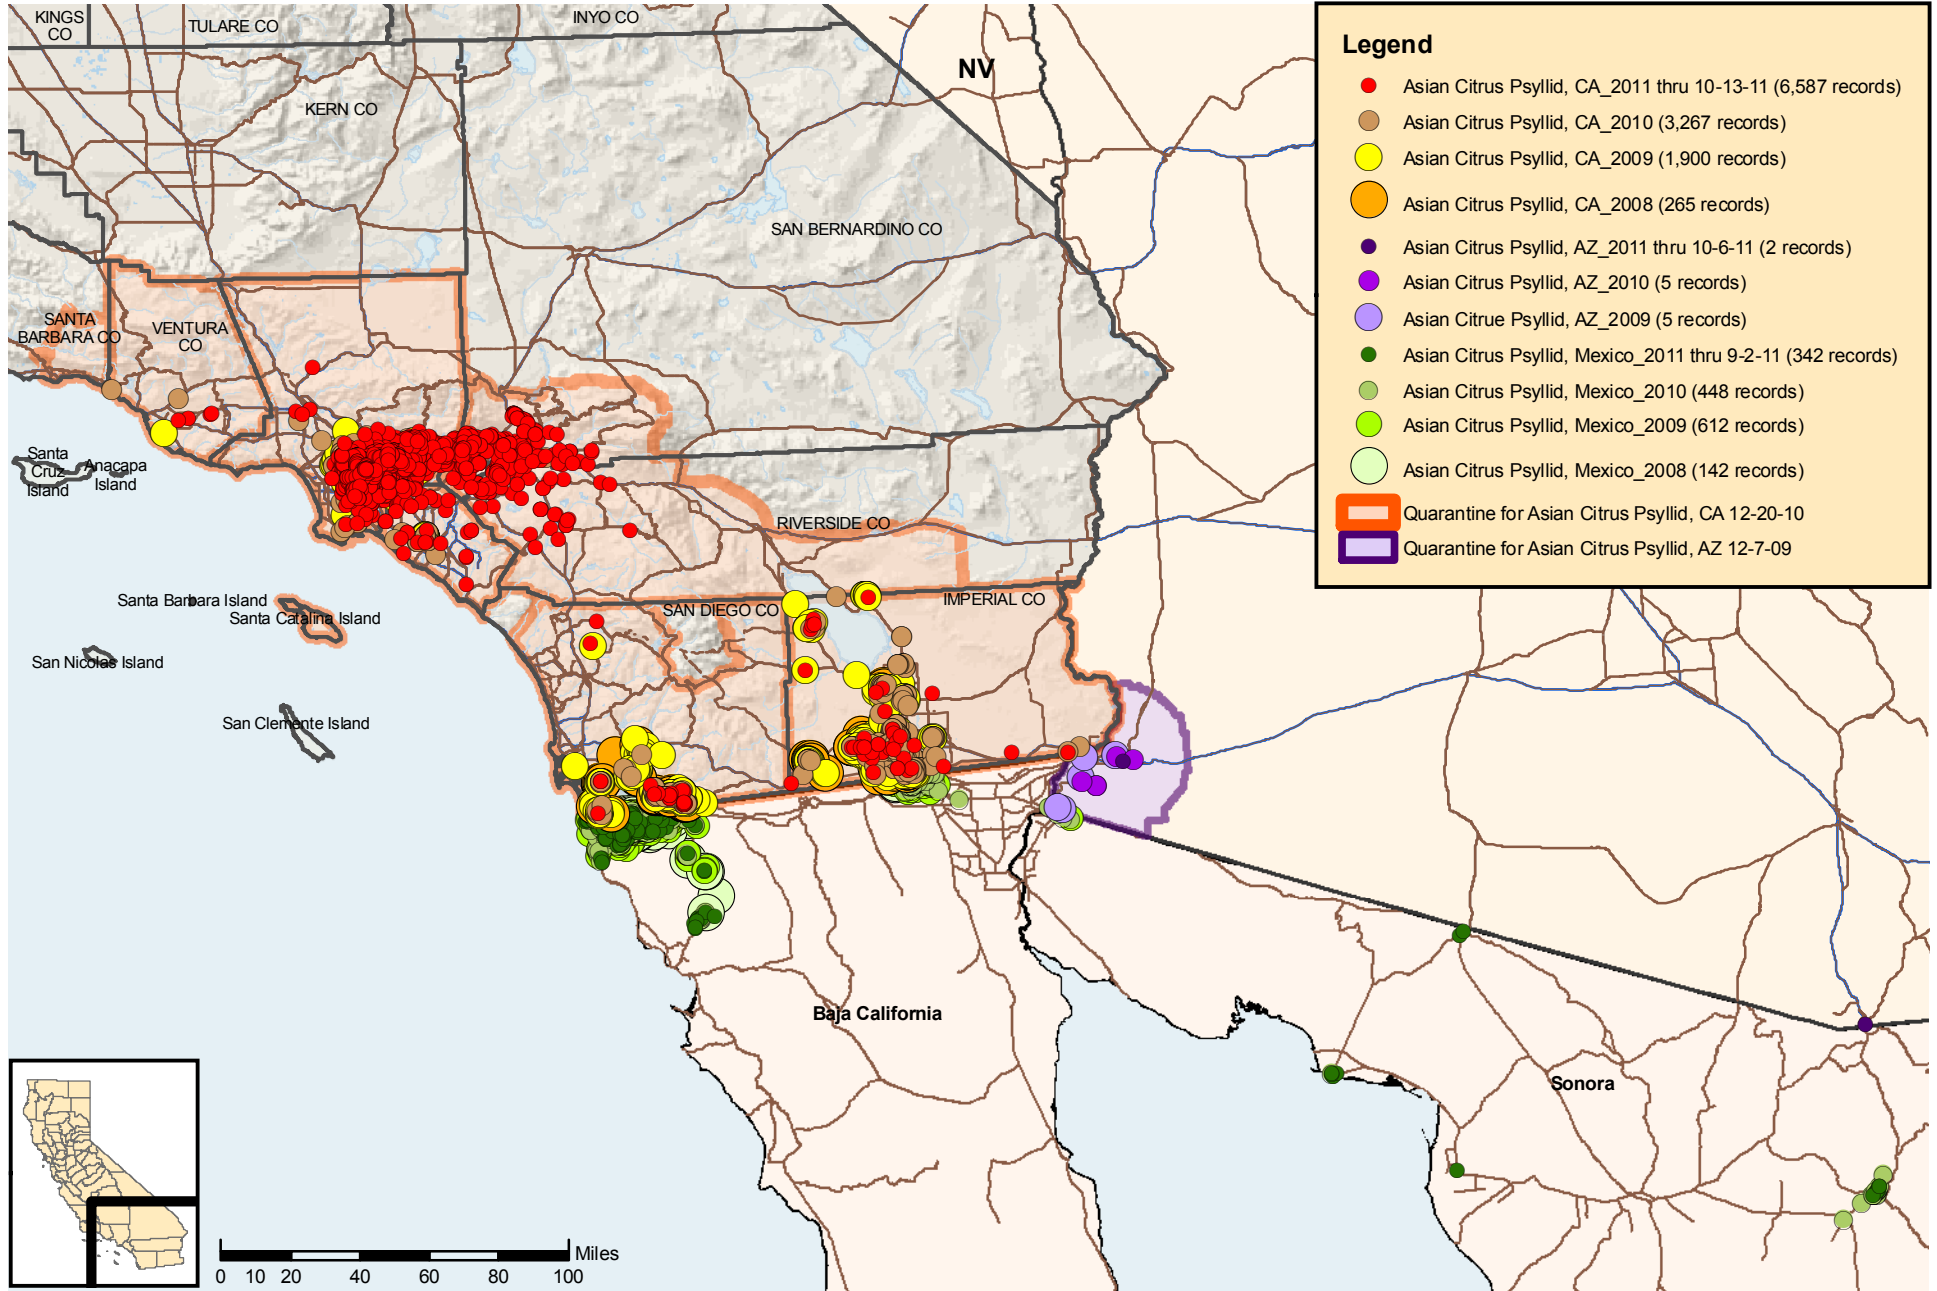 KINGS
CO
TULARE CO
INYO CO
NV
KERN CO
SAN BERNARDINO CO
SANTA
BARBARA CO
VENTURA
CO
Santa
Cruz
Island
Anacapa
Island
RIVERSIDE CO
Santa Barbara Island
Santa Catalina Island
SAN DIEGO CO
IMPERIAL CO
San Nicolas Island
San Clemente Island
Baja California
Sonora
Legend
Asian Citrus Psyllid, CA_2011 thru 10-13-11 (6,587 records)
Asian Citrus Psyllid, CA_2010 (3,267 records)
Asian Citrus Psyllid, CA_2009 (1,900 records)
Asian Citrus Psyllid, CA_2008 (265 records)
Asian Citrus Psyllid, AZ_2011 thru 10-6-11 (2 records)
Asian Citrus Psyllid, AZ_2010 (5 records)
Asian Citrue Psyllid, AZ_2009 (5 records)
Asian Citrus Psyllid, Mexico_2011 thru 9-2-11 (342 records)
Asian Citrus Psyllid, Mexico_2010 (448 records)
Asian Citrus Psyllid, Mexico_2009 (612 records)
Asian Citrus Psyllid, Mexico_2008 (142 records)
Quarantine for Asian Citrus Psyllid, CA 12-20-10
Quarantine for Asian Citrus Psyllid, AZ 12-7-09
Miles
0 10 20 40 60 80 100